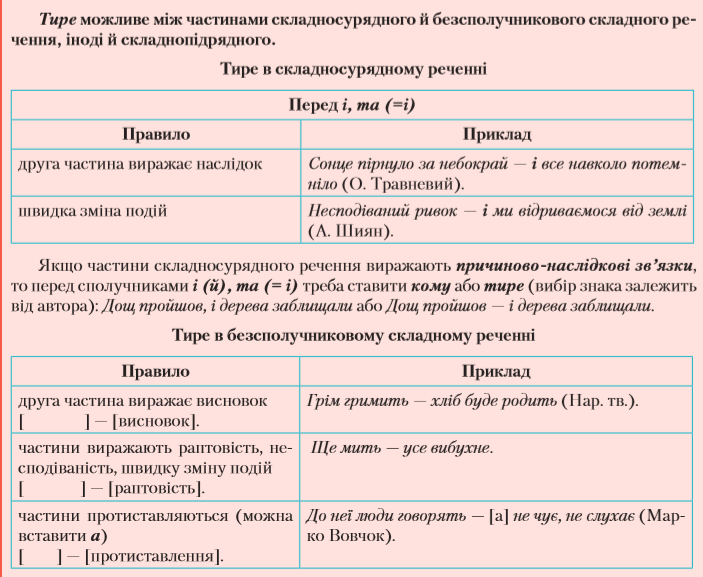 Тире можливе між частинами складносурядного й безсполучникового складного ре-
чення, іноді й складнопідрядного.
Тире в складносурядному реченні
Перед і, та (=і)
Правило
Приклад
друга частина виражає наслідок
Сонце пірнуло за небокрай — і все навколо потем-
ніло (О. Травневий).
швидка зміна подій
Несподіваний ривок — і ми відриваємося від землі
(А. Шиян).
Якщо частини складносурядного речення виражають причиново-наслідкові зв’язки,
то перед сполучниками і (й), та (= і) треба ставити кому або тире (вибір знака залежить
від автора): Дощ пройшов, і дерева заблищали або Дощ пройшов — і дерева заблищали.
Тире в безсполучниковому складному реченні
Правило
Приклад
друга частина виражає висновок
[ ] — [висновок].
Грім гримить — хліб буде родить (Нар. тв.).
частини виражають раптовість, не-
сподіваність, швидку зміну подій
[ ] — [раптовість].
Ще мить — усе вибухне.
частини протиставляються (можна
вставити а)
[ ] — [протиставлення].
До неї люди говорять — [а] не чує, не слухає (Мар-
ко Вовчок).